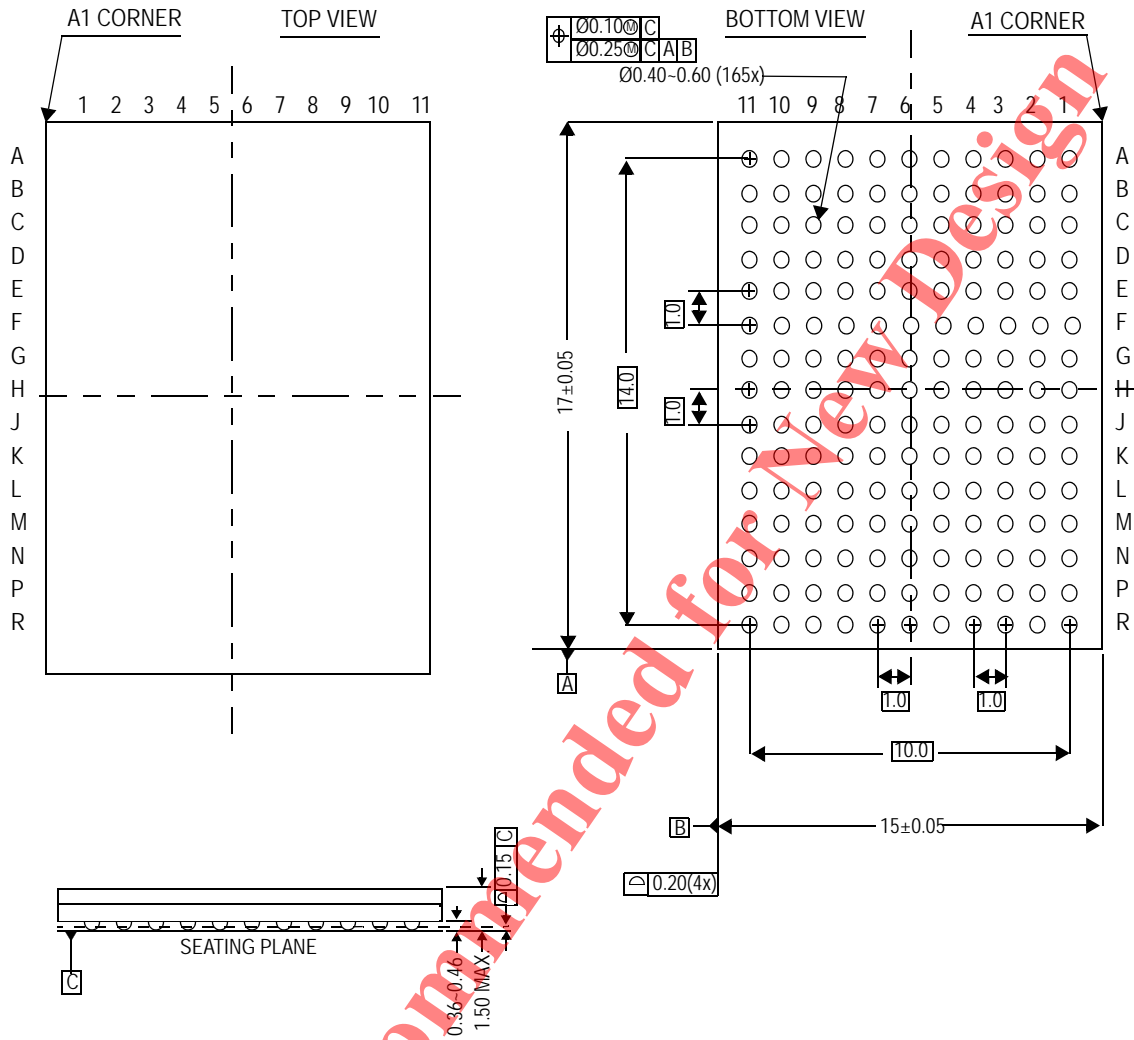 A1 CORNER
TOP VIEW
1 2 3 4 5 6 7 8 9 10 11
A
B
C
D
E
F
G
H
J
K
L
M
N
P
R
Ø0.10Ⓜ C
Ø0.25Ⓜ C A B
BOTTOM VIEW
A1 CORNER
Ø0.40~0.60 (165x)
11 10 9 8 7 6 5 4 3 2 1
A
B
C
D
E
F
G
H
J
K
L
M
N
P
R
1.0
1.0
14.0
17±0.05
A
1.0
1.0
10.0
B
15±0.05
0.20(4x)
0.15 C
SEATING PLANE
C
0.36~0.46
1.50 MAX.
ommended for New Design